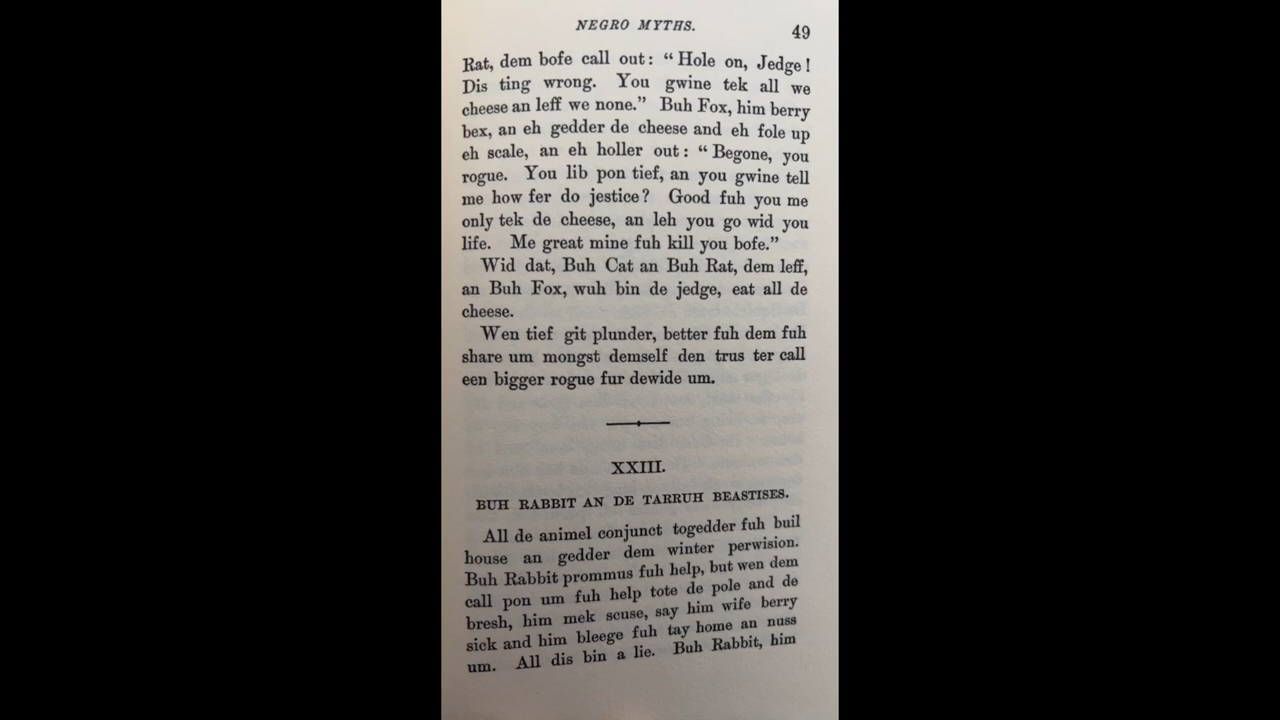 NEGRO MYTHS. 49
Rat, dem bofe call out: “ Hole on, Jedge !
Dis ting wrong. You gwine tek all we
cheese an leff we none.” Buh Fox, him berry
bex, an eh gedder de cheese and eh fole up
eh scale, an eh holler out: “ Begone, you
rogue. You lib pon tief, an you gwine tell
me how fer do jestice? Good fuh you me
only tek de cheese, an leh you go wid you
life. Me great mine fuh kill you bofe.”
Wid dat, Buh Cat an Buh Rat, dem leff,
an Buh Fox, wuh bin de jedge, eat all de
cheese.
Wen tief git plunder, better fuh dem fuh
share um mongst demself den trus ter call
een bigger rogue fur dewide um.
XXIII.
BUH RABBIT AN DE TARRUH BEASTISES.
All de animel conjunct togedder fuh buil
house an gedder dem winter perwision.
Buh Rabbit prommus fuh help, but wen dem
call pon um fuh help tote de pole and de
bresh, him mek scuse, say him wife berry
sick and him bleege fuh tay home an nuss
um. All dis bin a lie. Buh Rabbit, him